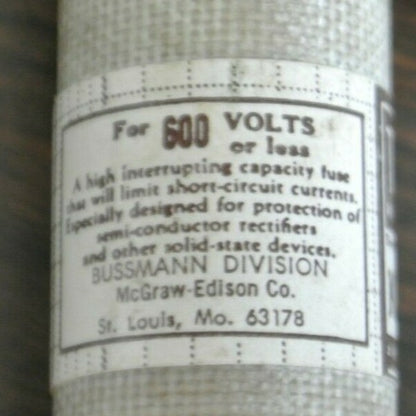 For 600 VOLTS
or less
A high interrupting capacity fuse
that will limit short-circuit currents.
Especially designed for protection of
semi-conductor rectifiers
and other solid-state devices.
BUSSMANN DIVISION
McGraw-Edison Co.
St. Louis, Mo. 63178